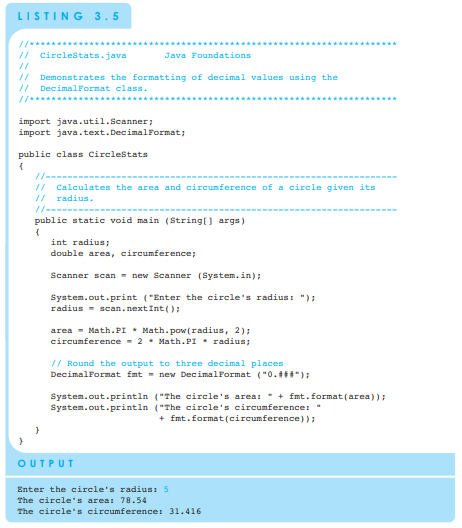 LISTING 3.5
//********************************************************************
//  CircleStats.java       Java Foundations
//
//  Demonstrates the formatting of decimal values using the
//  DecimalFormat class.
//********************************************************************
import java.util.Scanner;
import java.text.DecimalFormat;
public class CircleStats
{
   //-----------------------------------------------------------------
   //  Calculates the area and circumference of a circle given its
   //  radius.
   //-----------------------------------------------------------------
   public static void main (String[] args)
   {
      int radius;
      double area, circumference;
      Scanner scan = new Scanner (System.in);
      System.out.print ("Enter the circle's radius: ");
      radius = scan.nextInt();
      area = Math.PI * Math.pow(radius, 2);
      circumference = 2 * Math.PI * radius;
      // Round the output to three decimal places
      DecimalFormat fmt = new DecimalFormat ("0.###");
      System.out.println ("The circle's area: " + fmt.format(area));
      System.out.println ("The circle's circumference: "
                          + fmt.format(circumference));
   }
}
OUTPUT
Enter the circle's radius: 5
The circle's area: 78.54
The circle's circumference: 31.416